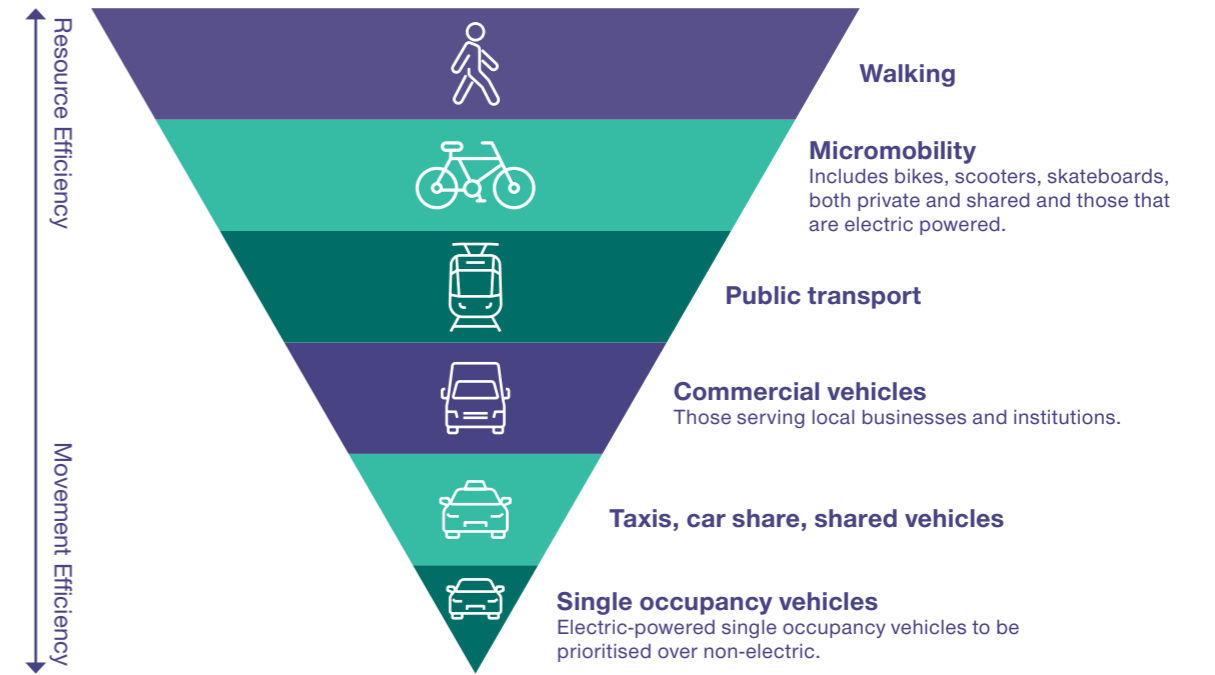 Resource Efficiency
Walking
Micromobility
Includes bikes, scooters, skateboards,
both private and shared and those that
are electric powered.
Public transport
Commercial vehicles
Those serving local businesses and institutions.
Movement Efficiency
Taxis, car share, shared vehicles
Single occupancy vehicles
Electric-powered single occupancy vehicles to be
prioritised over non-electric.